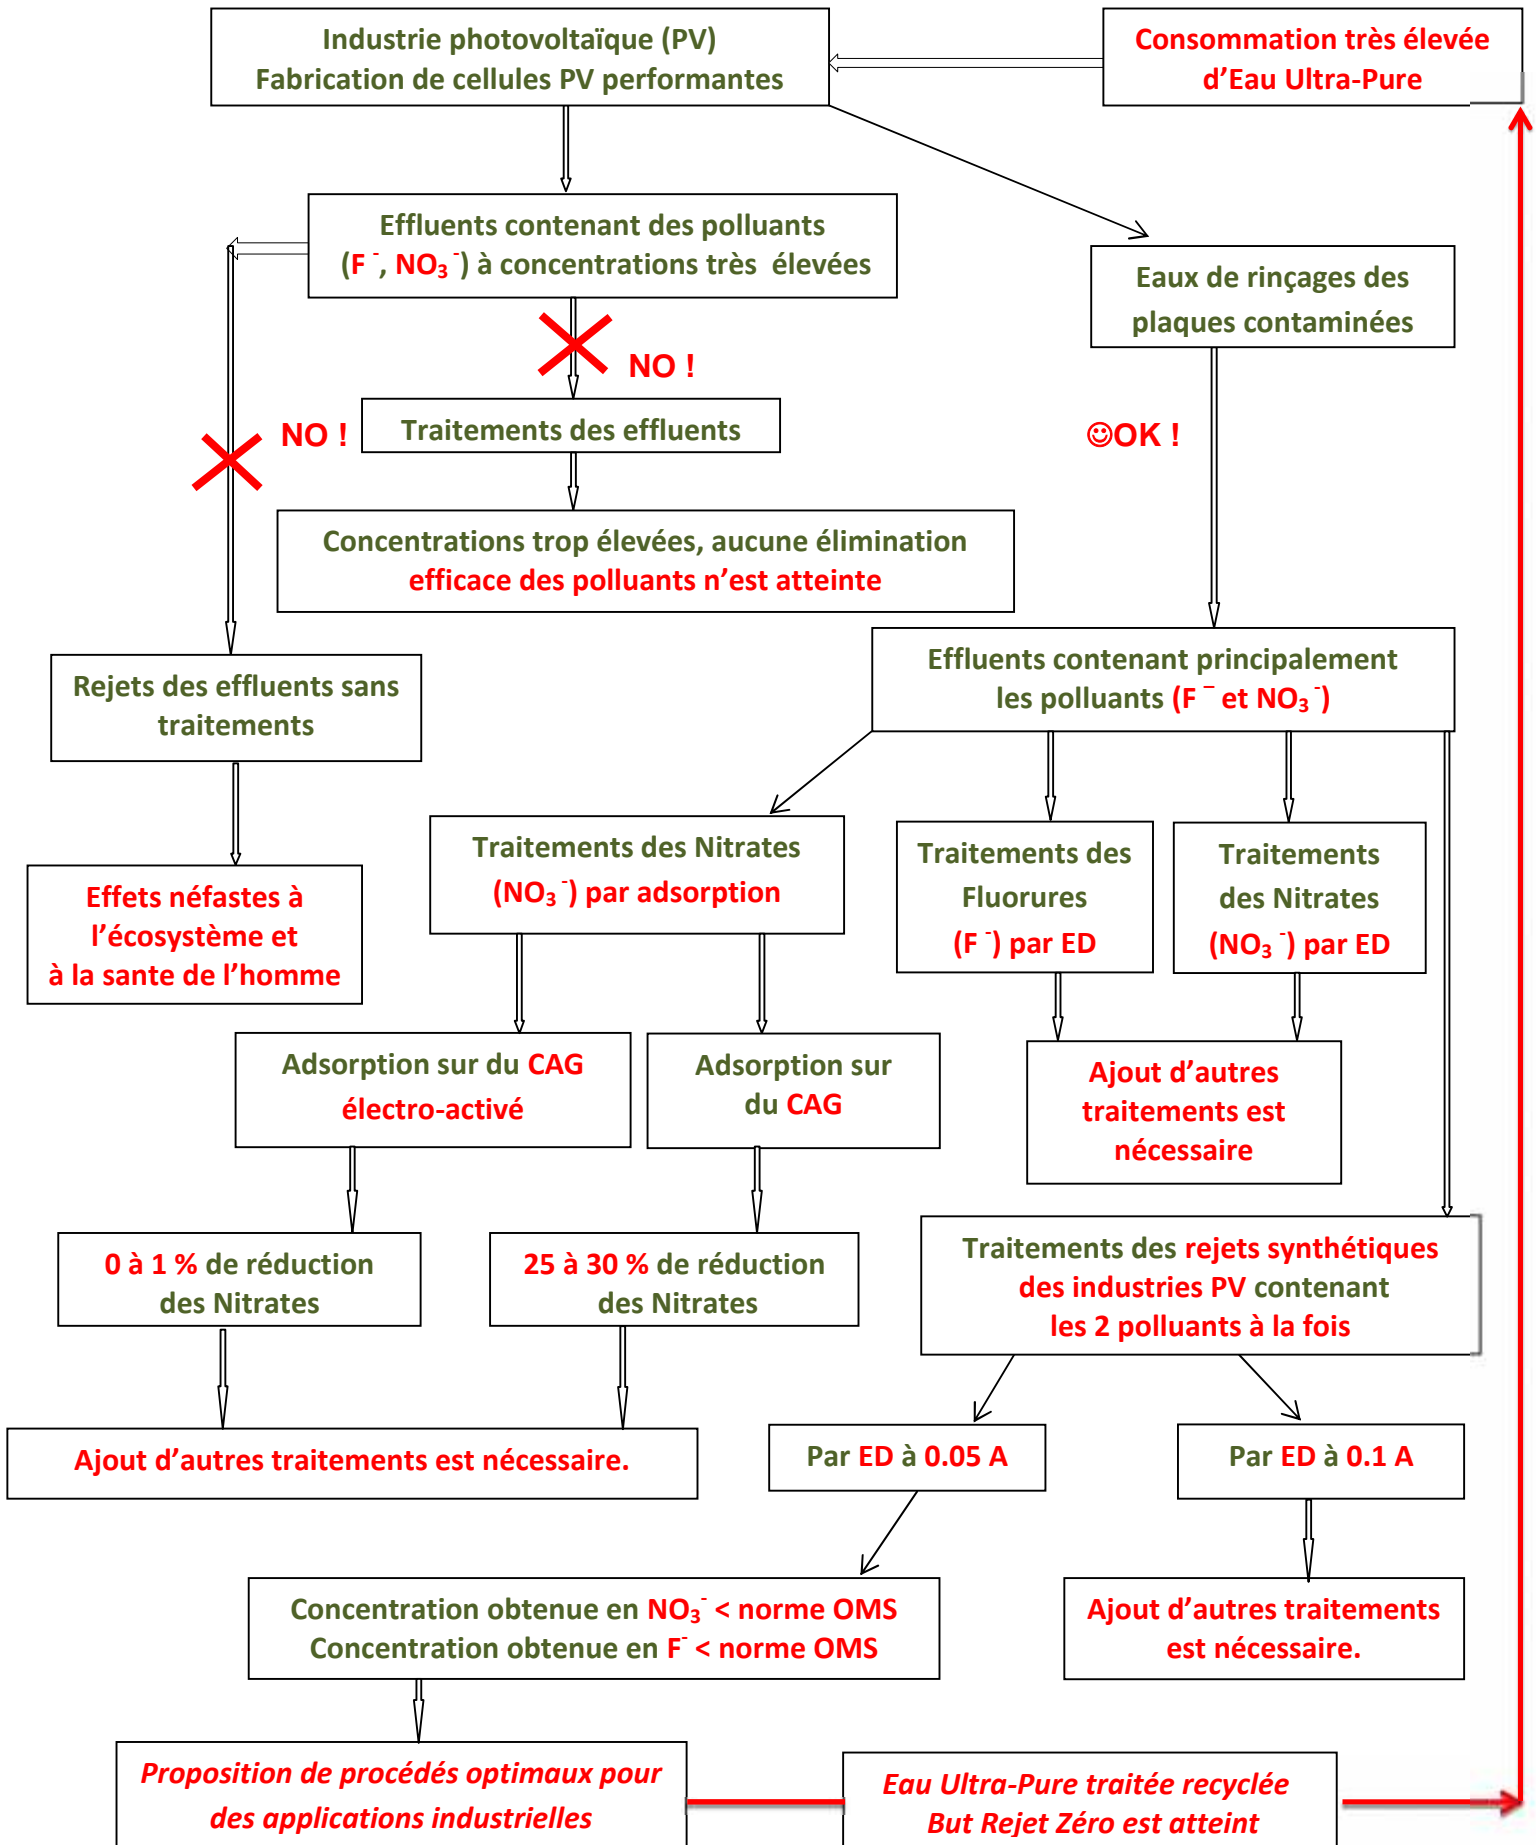 Industrie photovoltaïque (PV)
Fabrication de cellules PV performantes
Consommation très élevée
d’Eau Ultra-Pure
Effluents contenant des polluants
(F ⁻, NO₃ ⁻) à concentrations très élevées
Eaux de rinçages des
plaques contaminées
NO !
NO !
Traitements des effluents
☺OK !
Concentrations trop élevées, aucune élimination
efficace des polluants n’est atteinte
Rejets des effluents sans
traitements
Effluents contenant principalement
les polluants (F ⁻ et NO₃ ⁻)
Effets néfastes à
l’écosystème et
à la sante de l’homme
Traitements des Nitrates
(NO₃ ⁻) par adsorption
Traitements des
Fluorures
(F ⁻) par ED
Traitements
des Nitrates
(NO₃ ⁻) par ED
Adsorption sur du CAG
électro-activé
Adsorption sur
du CAG
Ajout d’autres
traitements est
nécessaire
0 à 1 % de réduction
des Nitrates
25 à 30 % de réduction
des Nitrates
Traitements des rejets synthétiques
des industries PV contenant
les 2 polluants à la fois
Ajout d’autres traitements est nécessaire.
Par ED à 0.05 A
Par ED à 0.1 A
Concentration obtenue en NO₃⁻ < norme OMS
Concentration obtenue en F⁻ < norme OMS
Ajout d’autres traitements
est nécessaire.
Proposition de procédés optimaux pour
des applications industrielles
Eau Ultra-Pure traitée recyclée
But Rejet Zéro est atteint